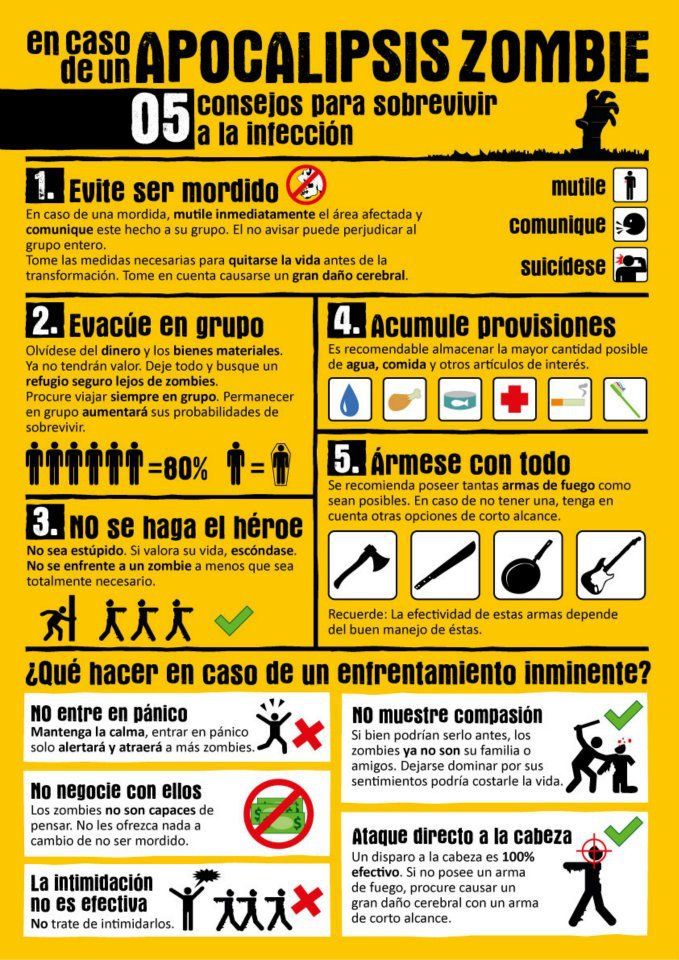 en caso
de un APOCALIPSIS ZOMBIE
05 consejos para sobrevivir
a la infección
1. Evite ser mordido
En caso de una mordida, mutile inmediatamente el área afectada y
comunique este hecho a su grupo. El no avisar puede perjudicar al
grupo entero.
Tome las medidas necesarias para quitarse la vida antes de la
transformación. Tome en cuenta causarse un gran daño cerebral.
mutile
comunique
suicídese
2. Evacúe en grupo
Olvídese del dinero y los bienes materiales.
Ya no tendrán valor. Deje todo y busque un
refugio seguro lejos de zombies.
Procure viajar siempre en grupo. Permanecer
en grupo aumentará sus probabilidades de
sobrevivir.
=80% =
3. NO se haga el héroe
No sea estúpido. Si valora su vida, escóndase.
No se enfrente a un zombie a menos que sea
totalmente necesario.
4. Acumule provisiones
Es recomendable almacenar la mayor cantidad posible
de agua, comida y otros artículos de interés.
5. Ármese con todo
Se recomienda poseer tantas armas de fuego como
sean posibles. En caso de no tener una, tenga en
cuenta otras opciones de corto alcance.
Recuerde: La efectividad de estas armas depende
del buen manejo de éstas.
¿Qué hacer en caso de un enfrentamiento inminente?
NO entre en pánico
Mantenga la calma, entrar en pánico
solo alertará y atraerá a más zombies.
No negocie con ellos
Los zombies no son capaces de
pensar. No les ofrezca nada a
cambio de no ser mordido.
La intimidación
no es efectiva
No trate de intimidarlos.
NO muestre compasión
Si bien podrían serlo antes, los
zombies ya no son su familia o
amigos. Dejarse dominar por sus
sentimientos podría costarle la vida.
Ataque directo a la cabeza
Un disparo a la cabeza es 100%
efectivo. Si no posee un arma
de fuego, procure causar un
gran daño cerebral con un arma
de corto alcance.